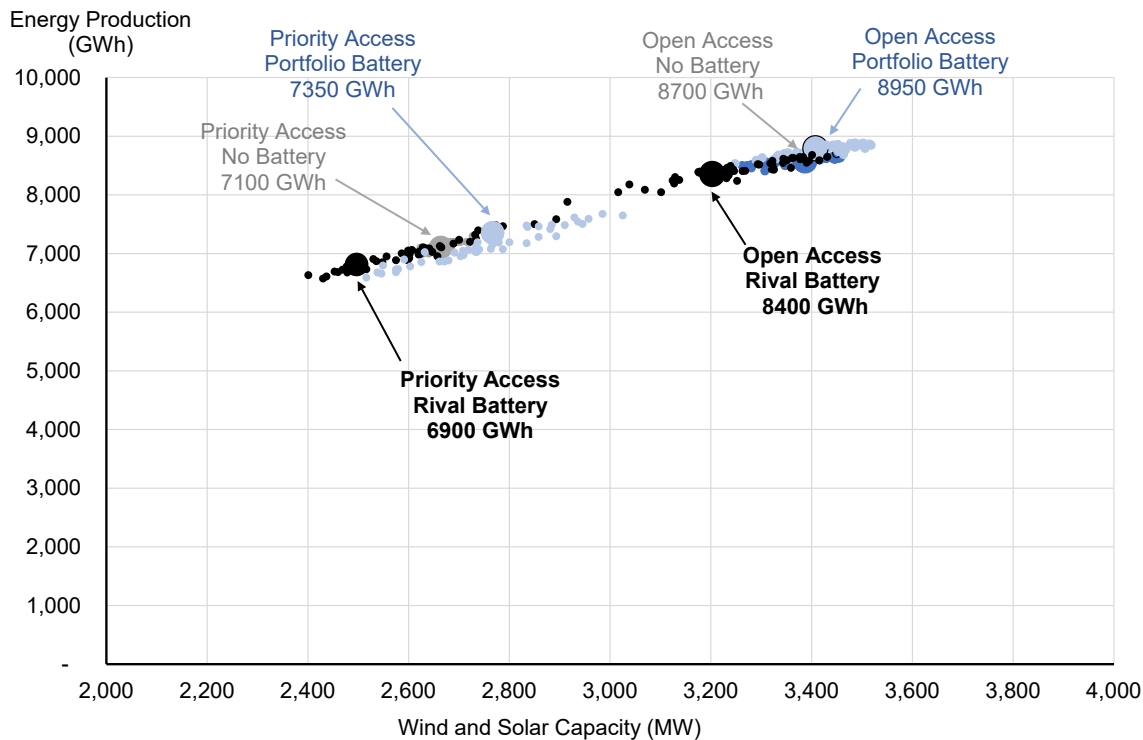 Energy Production
(GWh)
Priority Access
Portfolio Battery
7350 GWh
Open Access
No Battery
8700 GWh
Open Access
Portfolio Battery
8950 GWh
Priority Access
No Battery
7100 GWh
Open Access
Rival Battery
8400 GWh
Priority Access
Rival Battery
6900 GWh
10,000
9,000
8,000
7,000
6,000
5,000
4,000
3,000
2,000
1,000
-
2,000
2,200
2,400
2,600
2,800
3,000
3,200
3,400
3,600
3,800
4,000
Wind and Solar Capacity (MW)